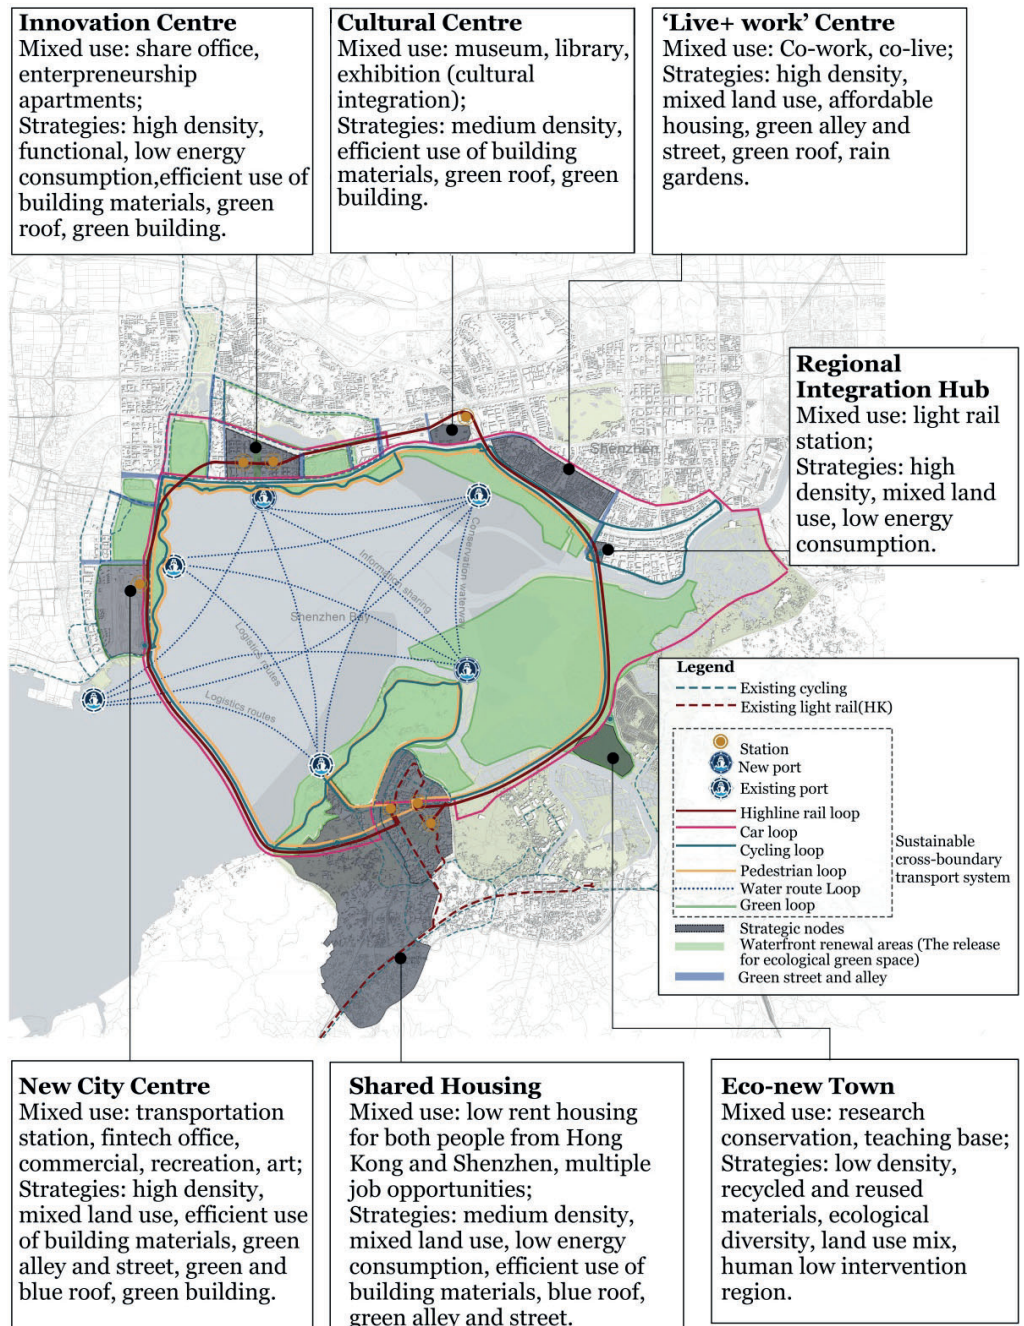 Innovation Centre
Mixed use: share office,
enterpreneurship
apartments;
Strategies: high density,
functional, low energy
consumption,efficient use of
building materials, green
roof, green building.
Cultural Centre
Mixed use: museum, library,
exhibition (cultural
integration);
Strategies: medium density,
efficient use of building
materials, green roof, green
building.
‘Live+ work’ Centre
Mixed use: Co-work, co-live;
Strategies: high density,
mixed land use, affordable
housing, green alley and
street, green roof, rain
gardens.
Regional
Integration Hub
Mixed use: light rail
station;
Strategies: high
density, mixed land
use, low energy
consumption.
Shenzhen
Conservation waterway
Information sharing
Shenzhen Bay
Logistics routes
Logistics routes
Legend
Existing cycling
Existing light rail(HK)
Station
New port
Existing port
Highline rail loop
Car loop
Cycling loop
Pedestrian loop
Water route Loop
Green loop
Sustainable
cross-boundary
transport system
Strategic nodes
Waterfront renewal areas (The release
for ecological green space)
Green street and alley
New City Centre
Mixed use: transportation
station, fintech office,
commercial, recreation, art;
Strategies: high density,
mixed land use, efficient use
of building materials, green
alley and street, green and
blue roof, green building.
Shared Housing
Mixed use: low rent housing
for both people from Hong
Kong and Shenzhen, multiple
job opportunities;
Strategies: medium density,
mixed land use, low energy
consumption, efficient use of
building materials, blue roof,
green alley and street.
Eco-new Town
Mixed use: research
conservation, teaching base;
Strategies: low density,
recycled and reused
materials, ecological
diversity, land use mix,
human low intervention
region.